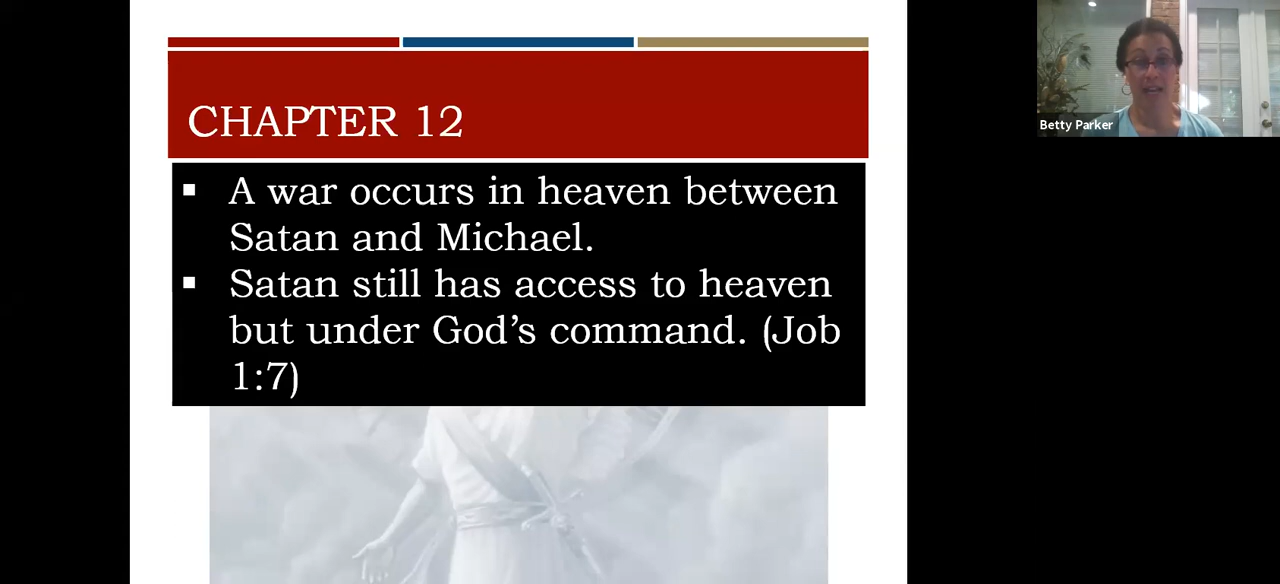 CHAPTER 12
▪ A war occurs in heaven between
Satan and Michael.
▪ Satan still has access to heaven
but under God’s command. (Job
1:7)
Betty Parker